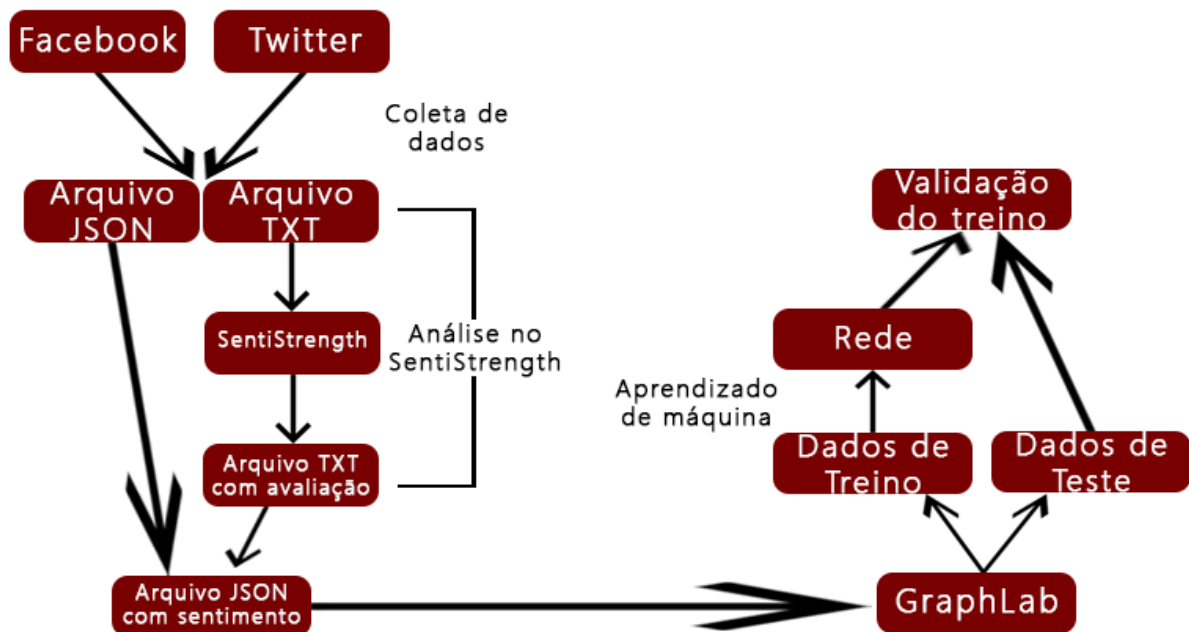 Facebook
Twitter
Coleta de
dados
Arquivo
JSON
Arquivo
TXT
SentiStrength
Análise no
SentiStrength
Arquivo TXT
com avaliação
Arquivo JSON
com sentimento
Validação
do treino
Rede
Aprendizado
de máquina
Dados de
Treino
Dados de
Teste
GraphLab